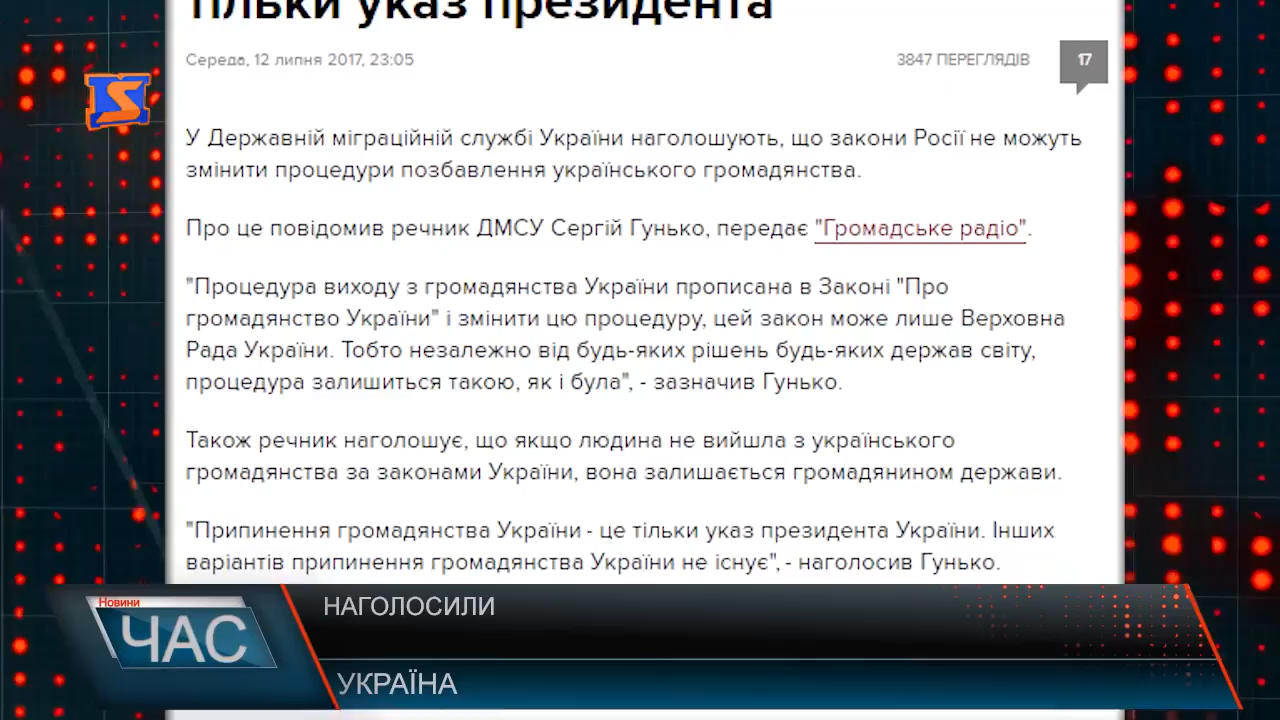 тільки указ президента
Середа, 12 липня 2017, 23:05
3847 ПЕРЕГЛЯДІВ
17
У Державній міграційній службі України наголошують, що закони Росії не можуть
змінити процедури позбавлення українського громадянства.
Про це повідомив речник ДМСУ Сергій Гунько, передає "Громадське радіо".
"Процедура виходу з громадянства України прописана в Законі "Про
громадянство України" і змінити цю процедуру, цей закон може лише Верховна
Рада України. Тобто незалежно від будь-яких рішень будь-яких держав світу,
процедура залишиться такою, як і була", - зазначив Гунько.
Також речник наголошує, що якщо людина не вийшла з українського
громадянства за законами України, вона залишається громадянином держави.
"Припинення громадянства України - це тільки указ президента України. Інших
варіантів припинення громадянства України не існує", - наголосив Гунько.
Новини
ЧАС
НАГОЛОСИЛИ
УКРАЇНА